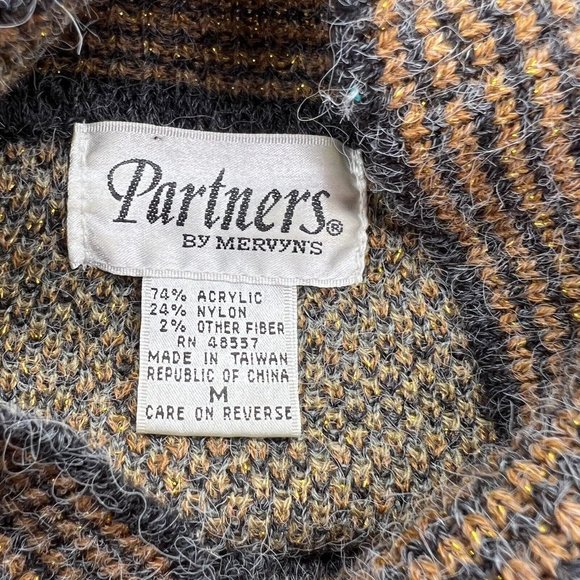 Partners®
BY MERVYN'S
74% ACRYLIC
24% NYLON
2% OTHER FIBER
RN 48557
MADE IN TAIWAN
REPUBLIC OF CHINA
M
CARE ON REVERSE